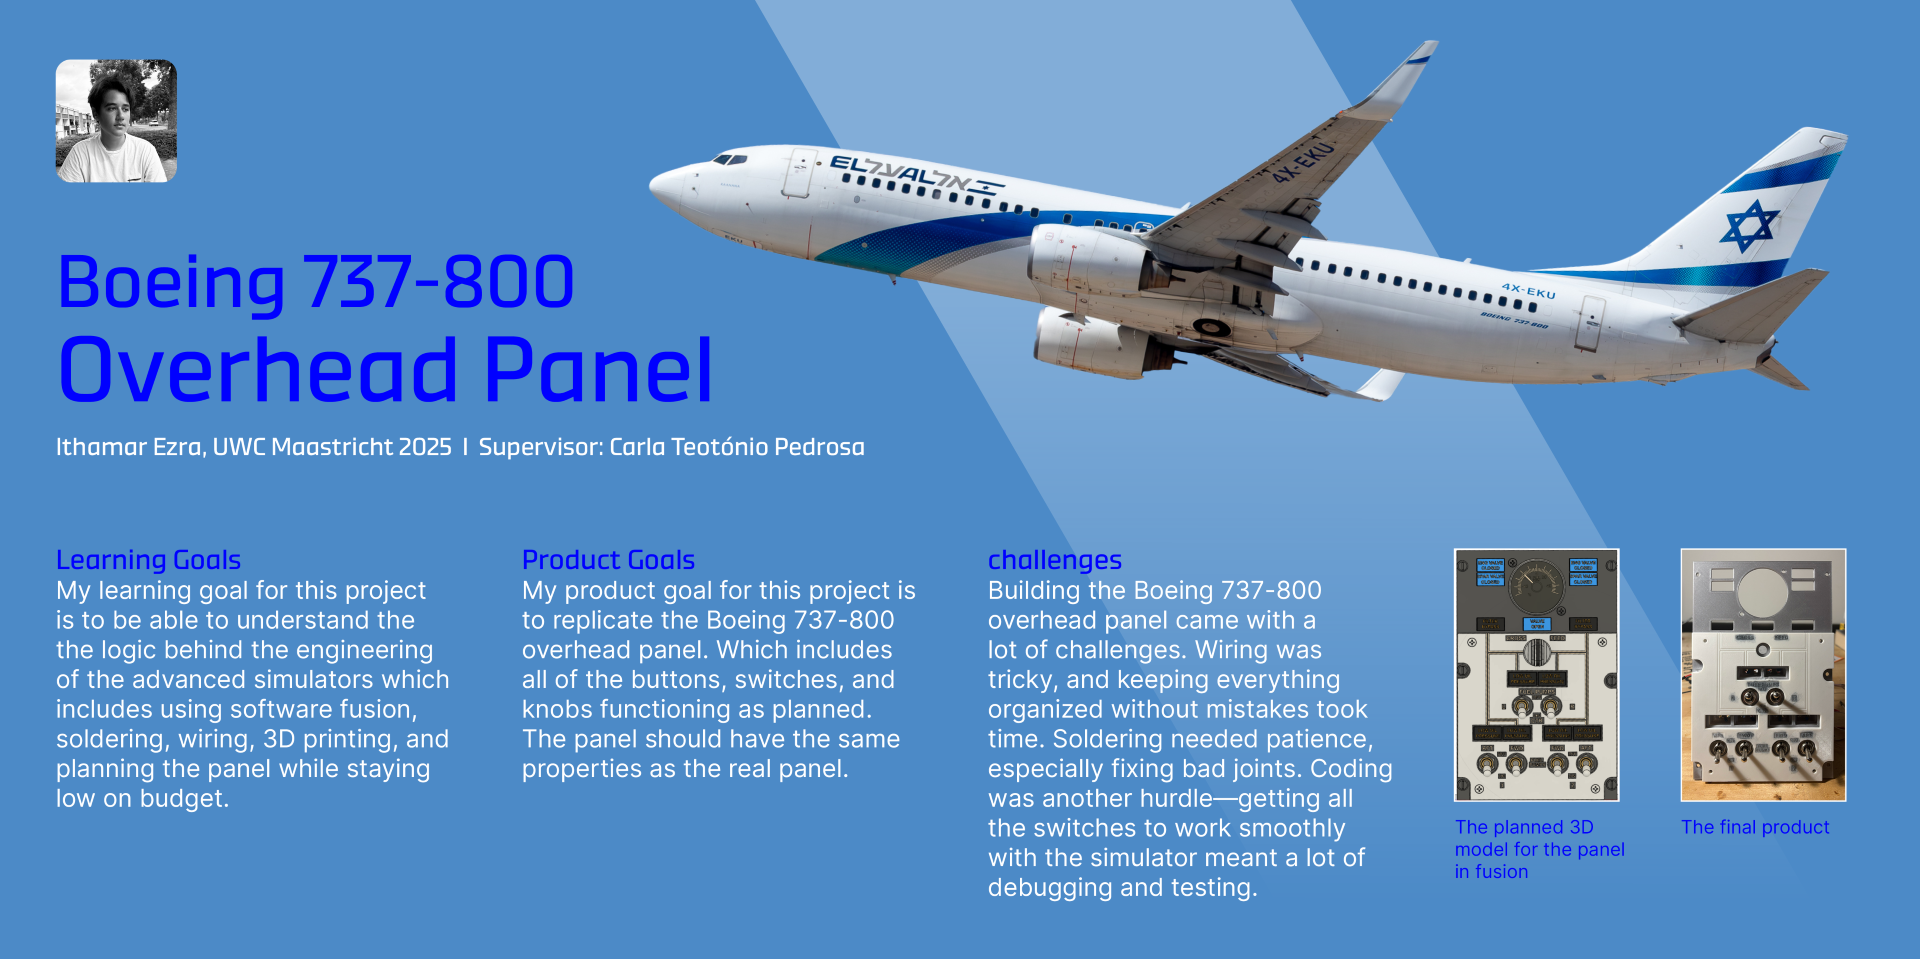 Boeing 737-800
Overhead Panel
Ithamar Ezra, UWC Maastricht 2025 I Supervisor: Carla Teotónio Pedrosa
EL אל על AL אל על
4X-EKU
4X-EKU
BOEING 737-800
EKU
Learning Goals
My learning goal for this project
is to be able to understand the
the logic behind the engineering
of the advanced simulators which
includes using software fusion,
soldering, wiring, 3D printing, and
planning the panel while staying
low on budget.
Product Goals
My product goal for this project is
to replicate the Boeing 737-800
overhead panel. Which includes
all of the buttons, switches, and
knobs functioning as planned.
The panel should have the same
properties as the real panel.
challenges
Building the Boeing 737-800
overhead panel came with a
lot of challenges. Wiring was
tricky, and keeping everything
organized without mistakes took
time. Soldering needed patience,
especially fixing bad joints. Coding
was another hurdle—getting all
the switches to work smoothly
with the simulator meant a lot of
debugging and testing.
The planned 3D
model for the panel
in fusion
The final product